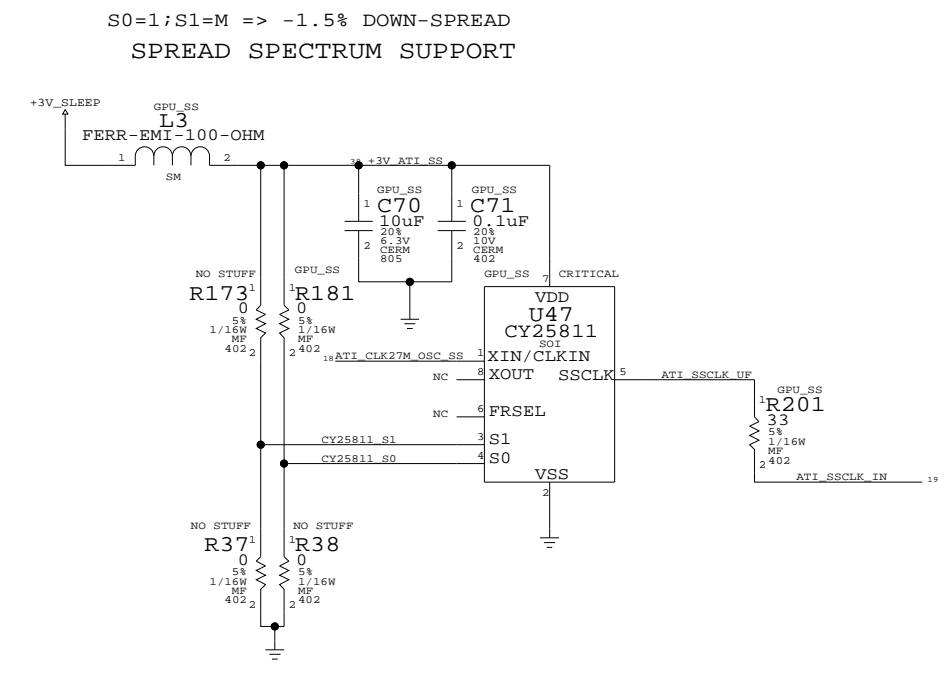 S0=1;S1=M => -1.5% DOWN-SPREAD
SPREAD SPECTRUM SUPPORT
+3V_SLEEP
GPU_SS
L3
FERR-EMI-100-OHM
1
2
SM
+3V_ATI_SS
GPU_SS
1 C70
10uF
20%
2 6.3V
CERM
805
GPU_SS
1 C71
0.1uF
20%
2 10V
CERM
402
NO STUFF
R173 1
0
5%
1/16W
MF
402 2
GPU_SS
1 R181
0
5%
1/16W
MF
2 402
GPU_SS 7 CRITICAL
VDD
U47
CY25811
SOI
18 ATI_CLK27M_OSC_SS 1 XIN/CLKIN
NC 8 XOUT SSCLK 5 ATI_SSCLK_UF
NC 6 FRSEL
CY25811_S1 3 S1
CY25811_S0 4 S0
VSS
2
GPU_SS
1 R201
33
5%
1/16W
MF
2 402
ATI_SSCLK_IN 19
NO STUFF
R37 1
0
5%
1/16W
MF
402 2
NO STUFF
1 R38
0
5%
1/16W
MF
2 402